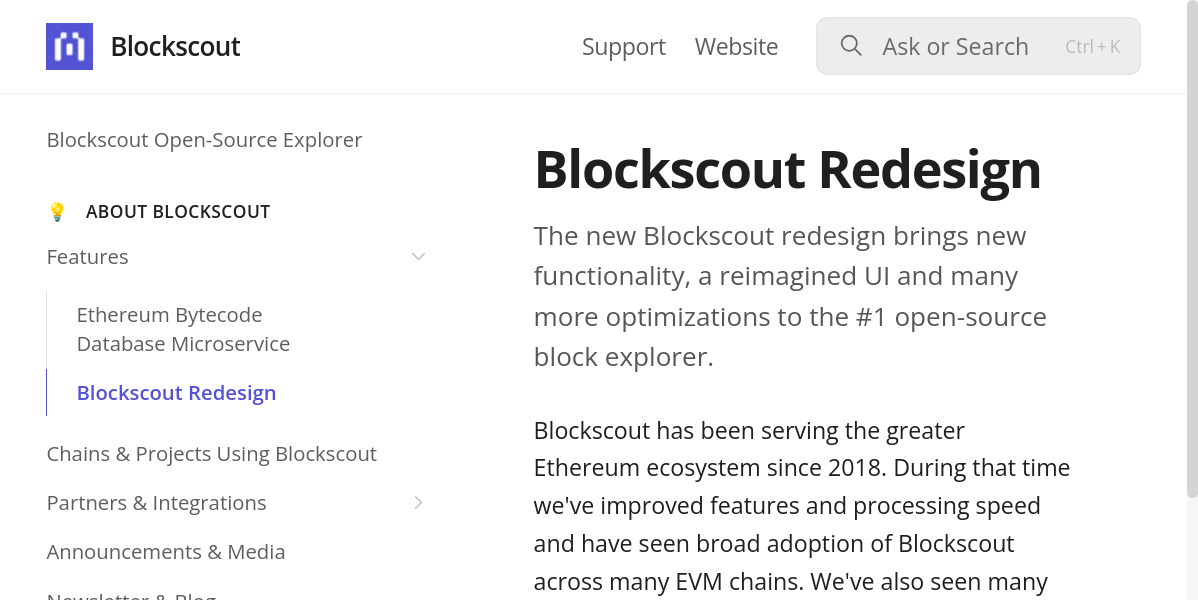 Blockscout
Support
Website
Ask or Search
Ctrl + K
Blockscout Open-Source Explorer
💡 ABOUT BLOCKSCOUT
Features
Ethereum Bytecode
Database Microservice
Blockscout Redesign
Chains & Projects Using Blockscout
Partners & Integrations
Announcements & Media
Newsletter & Blog
Blockscout Redesign
The new Blockscout redesign brings new
functionality, a reimagined UI and many
more optimizations to the #1 open-source
block explorer.
Blockscout has been serving the greater
Ethereum ecosystem since 2018. During that time
we've improved features and processing speed
and have seen broad adoption of Blockscout
across many EVM chains. We've also seen many